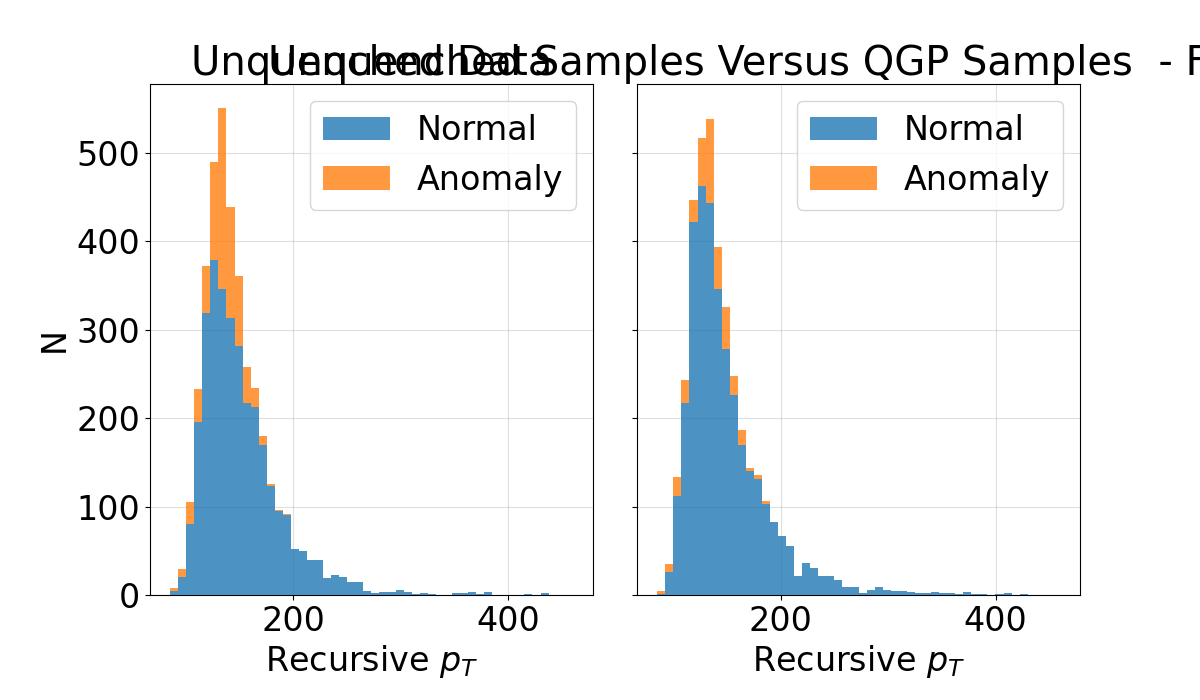 Unquenched Data
Unquenched Samples Versus QGP Samples - F
Normal
Anomaly
Normal
Anomaly
500
400
300
200
100
0
N
200
400
200
400
Recursive p_T
Recursive p_T